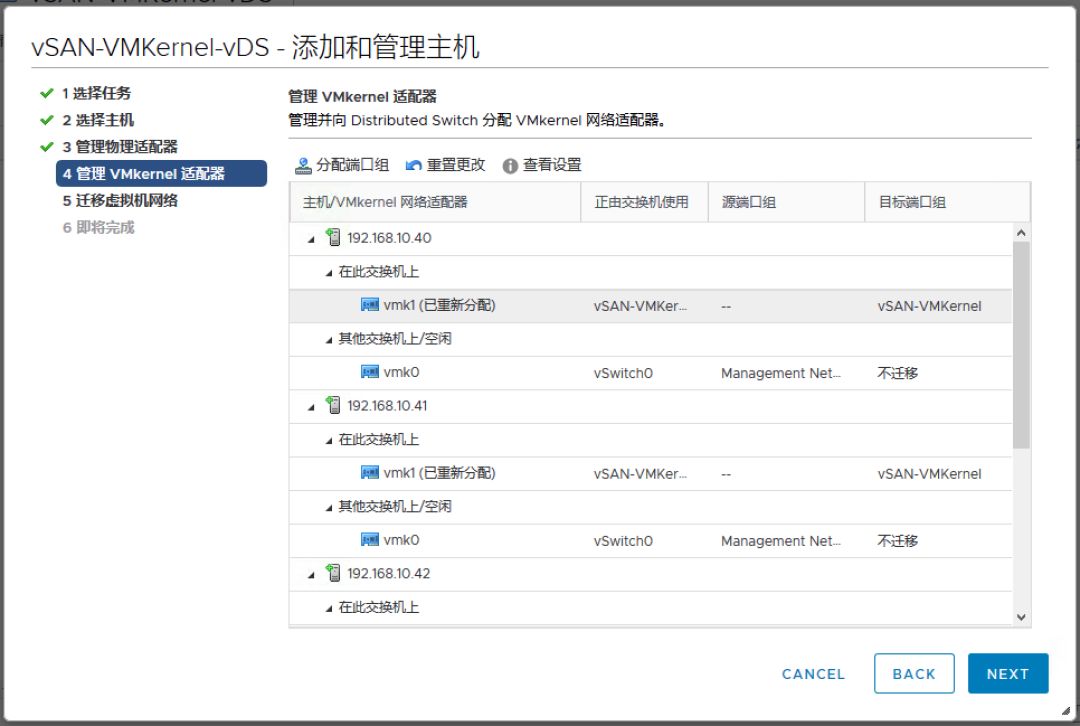 vSAN-VMKernel-vDS - 添加和管理主机
1 选择任务
2 选择主机
3 管理物理适配器
4 管理 VMkernel 适配器
5 迁移虚拟机网络
6 即将完成
管理 VMkernel 适配器
管理并向 Distributed Switch 分配 VMkernel 网络适配器。
分配端口组 重置更改 查看设置
主机/VMkernel 网络适配器 正由交换机使用 源端口组 目标端口组
192.168.10.40
在此交换机上
vmk1 (已重新分配) vSAN-VMKer... -- vSAN-VMKernel
其他交换机上/空闲
vmk0 vSwitch0 Management Net... 不迁移
192.168.10.41
在此交换机上
vmk1 (已重新分配) vSAN-VMKer... -- vSAN-VMKernel
其他交换机上/空闲
vmk0 vSwitch0 Management Net... 不迁移
192.168.10.42
在此交换机上
CANCEL BACK NEXT